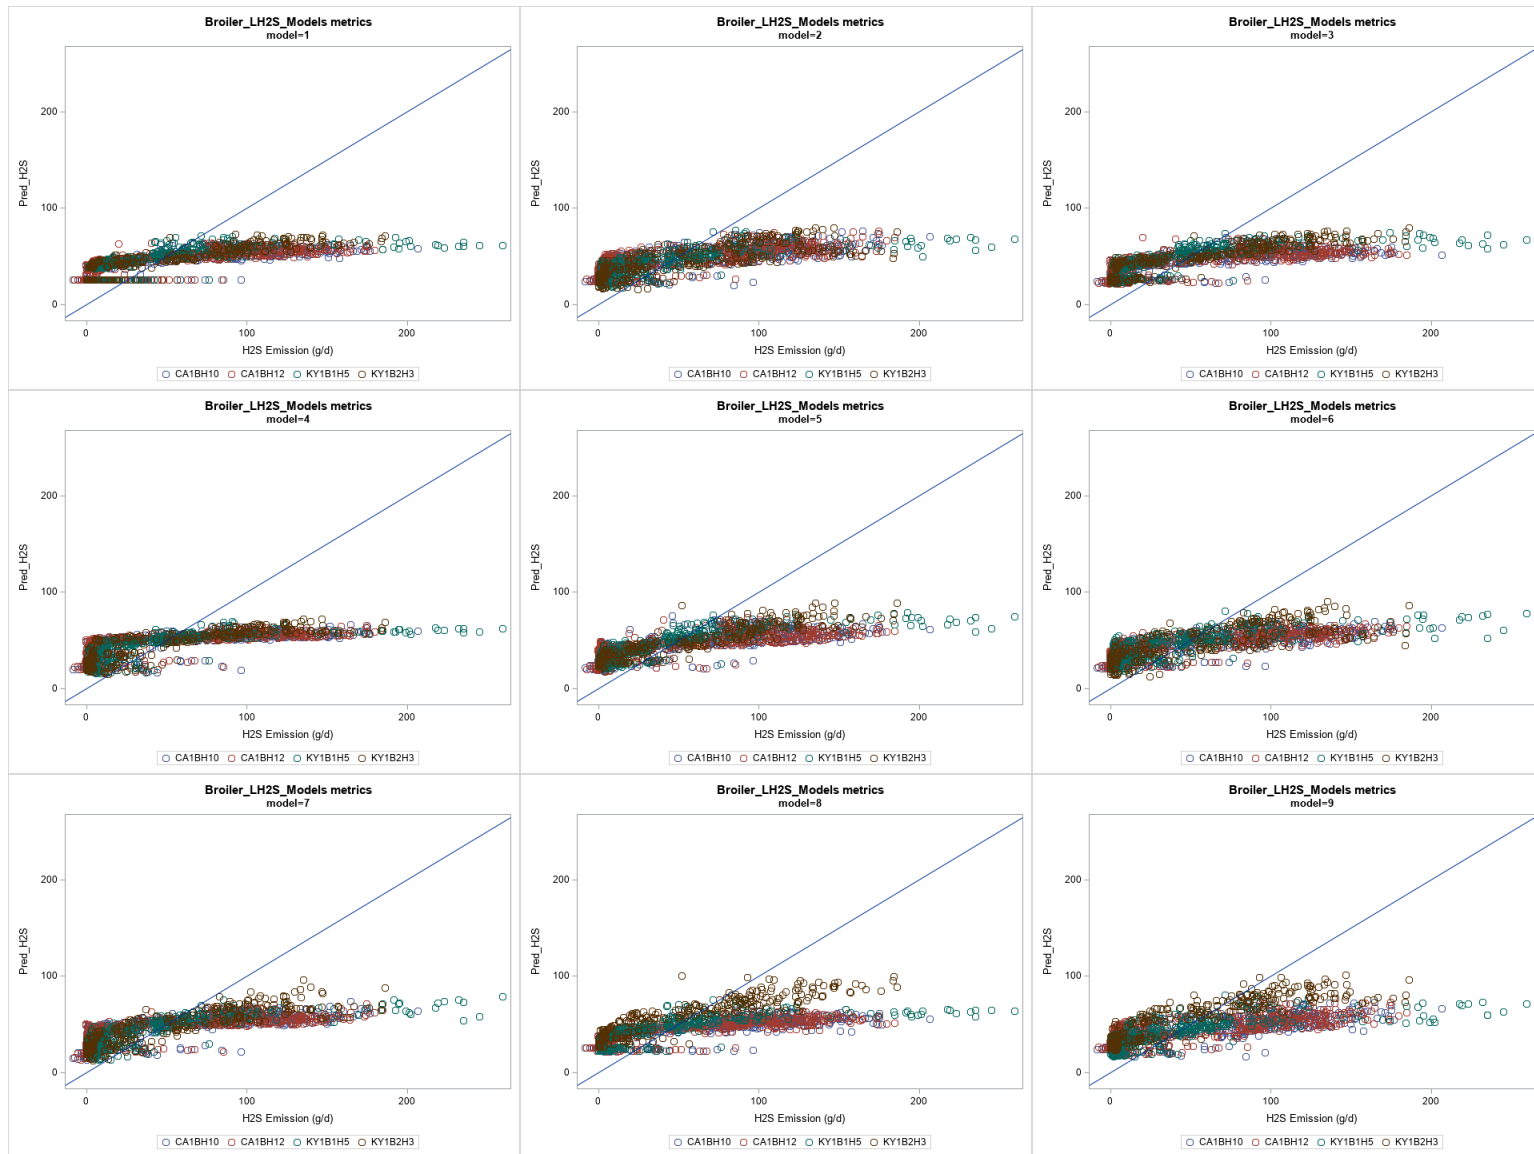 Broiler_LH2S_Models metrics
model=1
200
100
0
Pred_H2S
0 100 200
H2S Emission (g/d)
CA1BH10 CA1BH12 KY1B1H5 KY1B2H3
Broiler_LH2S_Models metrics
model=2
200
100
0
Pred_H2S
0 100 200
H2S Emission (g/d)
CA1BH10 CA1BH12 KY1B1H5 KY1B2H3
Broiler_LH2S_Models metrics
model=3
200
100
0
Pred_H2S
0 100 200
H2S Emission (g/d)
CA1BH10 CA1BH12 KY1B1H5 KY1B2H3
Broiler_LH2S_Models metrics
model=4
200
100
0
Pred_H2S
0 100 200
H2S Emission (g/d)
CA1BH10 CA1BH12 KY1B1H5 KY1B2H3
Broiler_LH2S_Models metrics
model=5
200
100
0
Pred_H2S
0 100 200
H2S Emission (g/d)
CA1BH10 CA1BH12 KY1B1H5 KY1B2H3
Broiler_LH2S_Models metrics
model=6
200
100
0
Pred_H2S
0 100 200
H2S Emission (g/d)
CA1BH10 CA1BH12 KY1B1H5 KY1B2H3
Broiler_LH2S_Models metrics
model=7
200
100
0
Pred_H2S
0 100 200
H2S Emission (g/d)
CA1BH10 CA1BH12 KY1B1H5 KY1B2H3
Broiler_LH2S_Models metrics
model=8
200
100
0
Pred_H2S
0 100 200
H2S Emission (g/d)
CA1BH10 CA1BH12 KY1B1H5 KY1B2H3
Broiler_LH2S_Models metrics
model=9
200
100
0
Pred_H2S
0 100 200
H2S Emission (g/d)
CA1BH10 CA1BH12 KY1B1H5 KY1B2H3